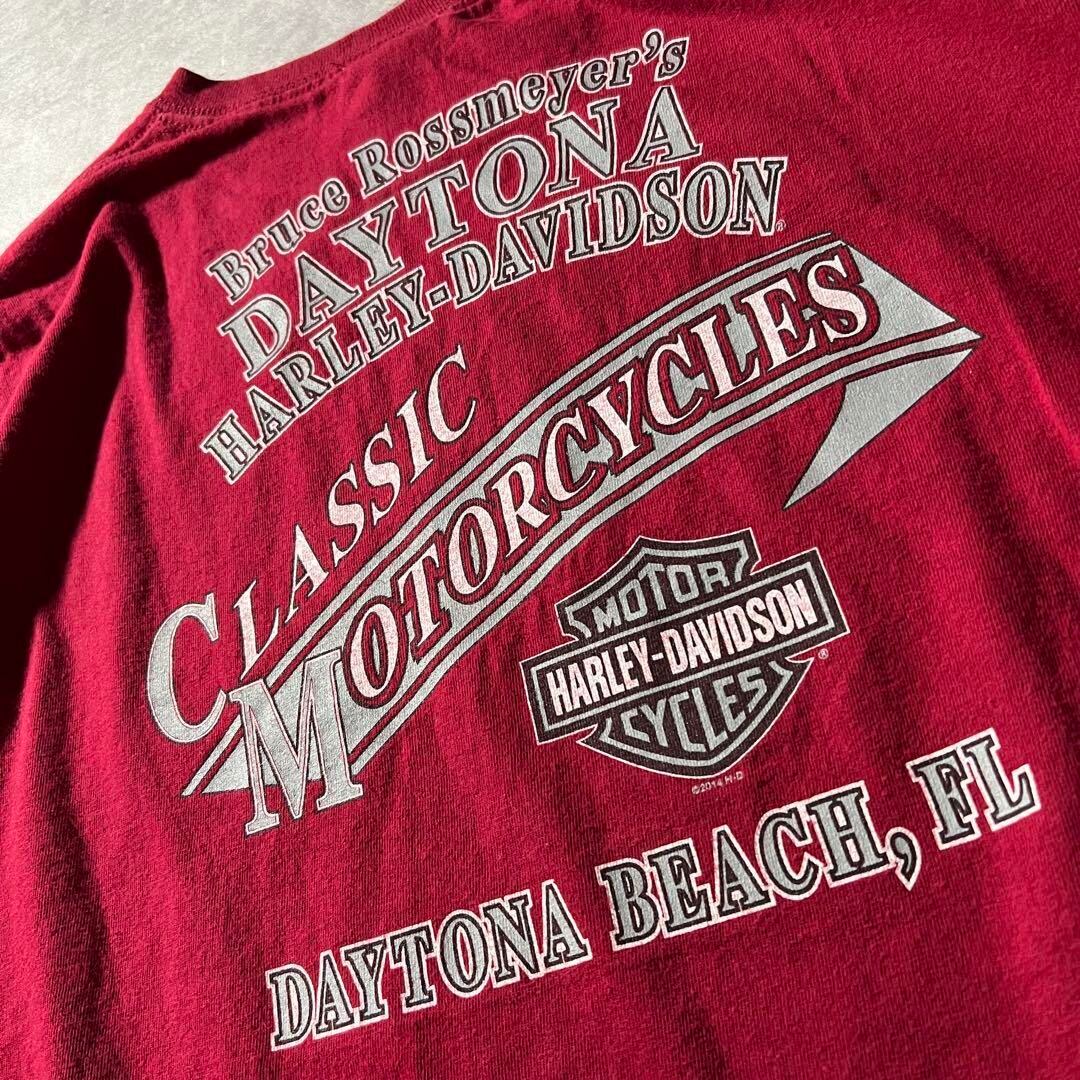 Bruce Rossmeyer's
DAYTONA
HARLEY-DAVIDSON®
CLASSIC
MOTORCYCLES
MOTOR
HARLEY-DAVIDSON
CYCLES
®
©2014 H-D
DAYTONA BEACH, FL